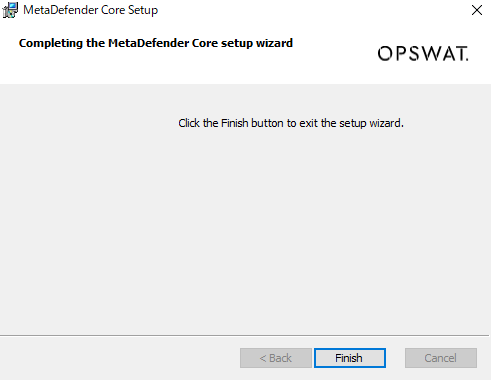 MetaDefender Core Setup
Completing the MetaDefender Core setup wizard
OPSWAT.
Click the Finish button to exit the setup wizard.
< Back
Finish
Cancel